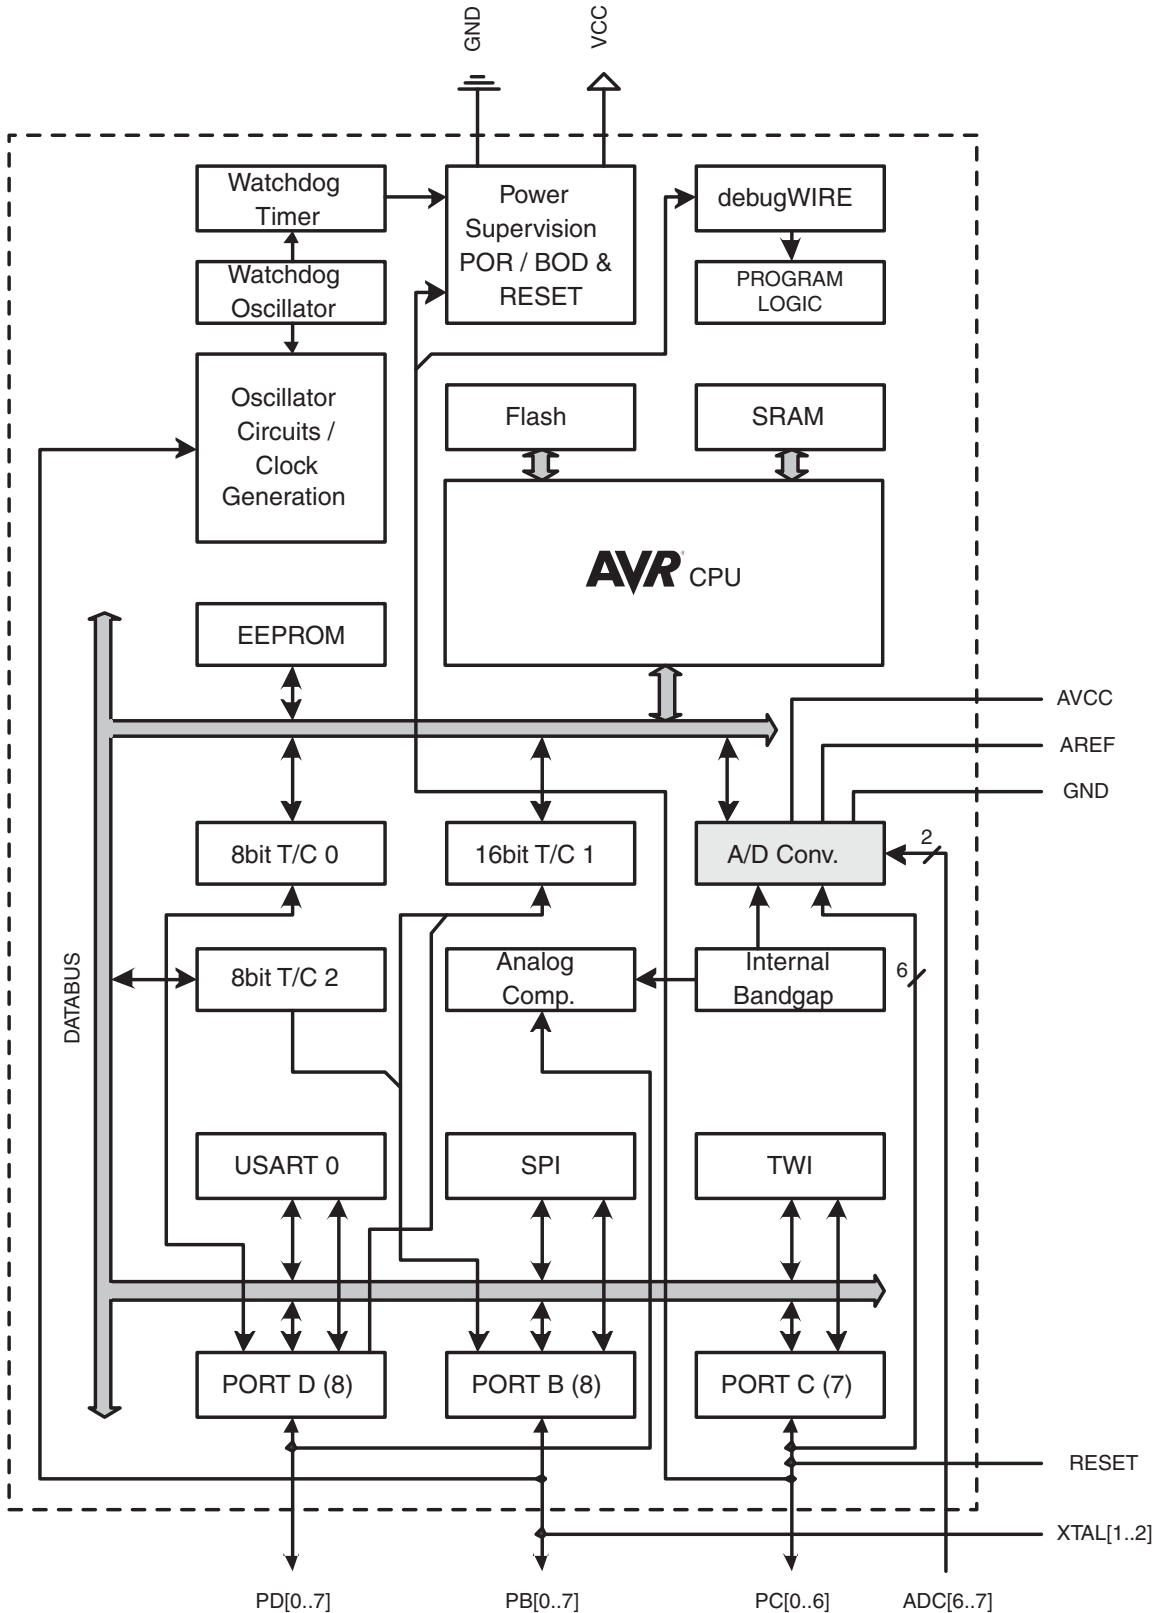 GND
VCC
Watchdog
Timer
Power
Supervision
POR / BOD &
RESET
debugWIRE
Watchdog
Oscillator
PROGRAM
LOGIC
Oscillator
Circuits /
Clock
Generation
Flash
SRAM
AVR CPU
EEPROM
AVCC
AREF
GND
8bit T/C 0
16bit T/C 1
A/D Conv.
2
DATABUS
8bit T/C 2
Analog
Comp.
Internal
Bandgap
6
USART 0
SPI
TWI
PORT D (8)
PORT B (8)
PORT C (7)
RESET
XTAL[1..2]
PD[0..7]
PB[0..7]
PC[0..6]
ADC[6..7]